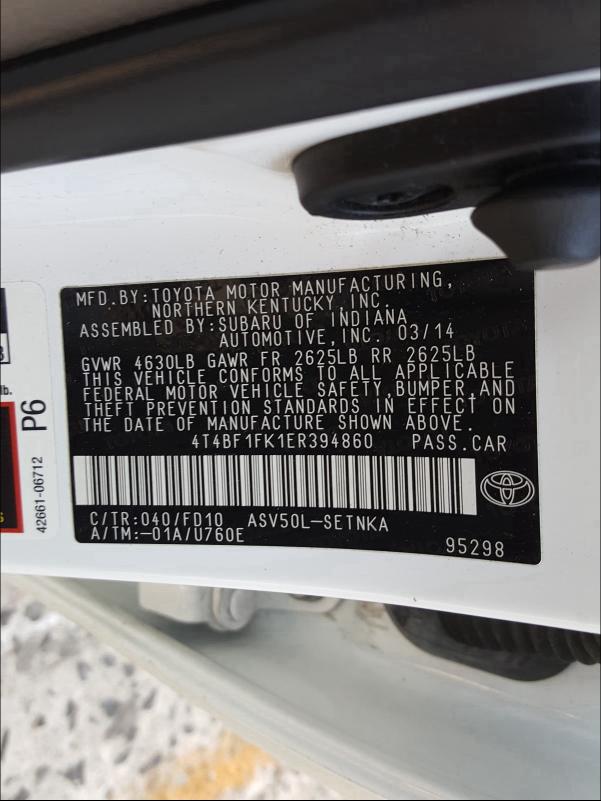 MFD.BY:TOYOTA MOTOR MANUFACTURING,
NORTHERN KENTUCKY,INC.
ASSEMBLED BY:SUBARU OF INDIANA
AUTOMOTIVE,INC. 03/14
GVWR 4630LB GAWR FR 2625LB RR 2625LB
THIS VEHICLE CONFORMS TO ALL APPLICABLE
FEDERAL MOTOR VEHICLE SAFETY,BUMPER,AND
THEFT PREVENTION STANDARDS IN EFFECT ON
THE DATE OF MANUFACTURE SHOWN ABOVE.
4T4BF1FK1ER394860 PASS.CAR
C/TR:040/FD10 ASV50L-SETNKA
A/TM:-01A/U760E
95298
lb.
P6
42661-06712